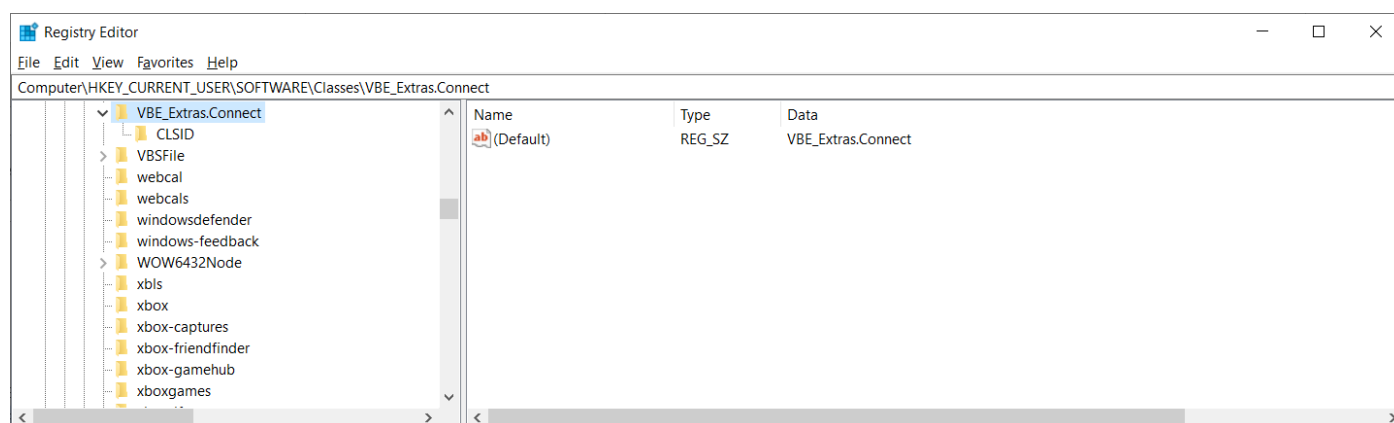 Registry Editor
File Edit View Favorites Help
Computer\HKEY_CURRENT_USER\SOFTWARE\Classes\VBE_Extras.Connect
VBE_Extras.Connect
CLSID
VBSFile
webcal
webcals
windowsdefender
windows-feedback
WOW6432Node
xbls
xbox
xbox-captures
xbox-friendfinder
xbox-gamehub
xboxgames
Name Type Data
ab (Default) REG_SZ VBE_Extras.Connect